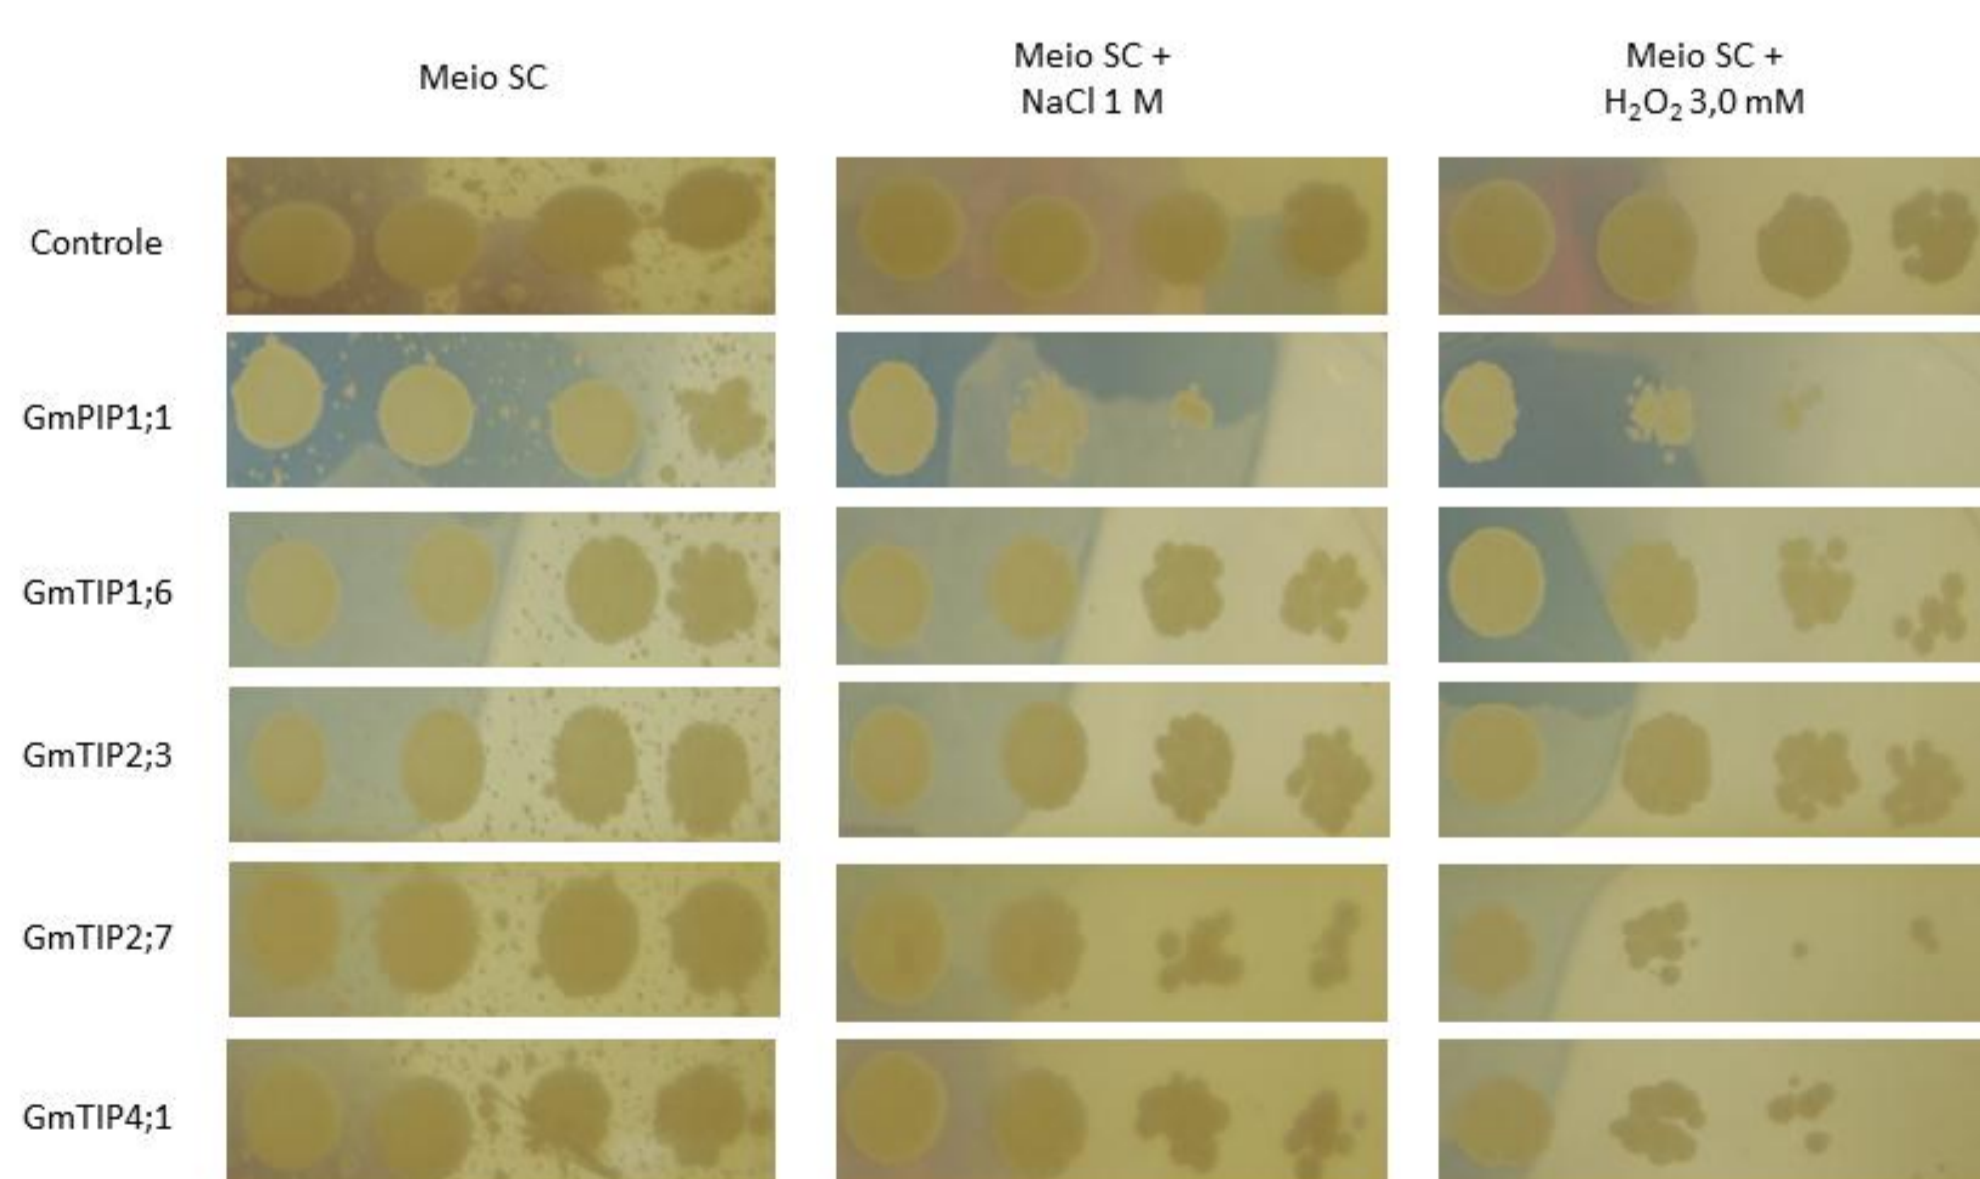 Meio SC
Meio SC +
NaCl 1 M
Meio SC +
H₂O₂ 3,0 mM
Controle
GmPIP1;1
GmTIP1;6
GmTIP2;3
GmTIP2;7
GmTIP4;1